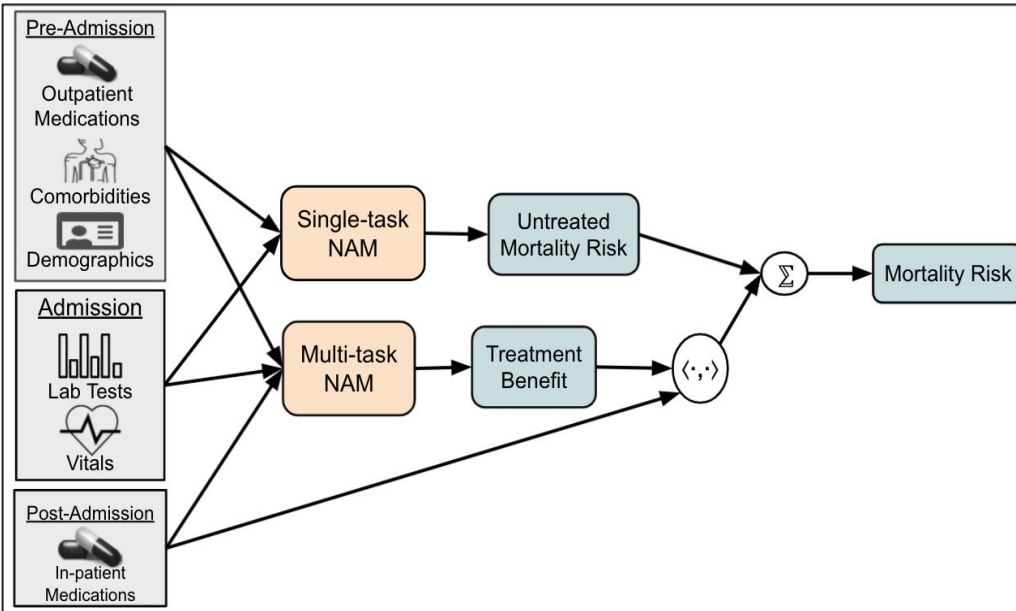 Pre-Admission
Outpatient
Medications
Comorbidities
Demographics
Admission
Lab Tests
Vitals
Post-Admission
In-patient
Medications
Single-task
NAM
Multi-task
NAM
Untreated
Mortality Risk
Treatment
Benefit
⟨·,·⟩
∑
Mortality Risk